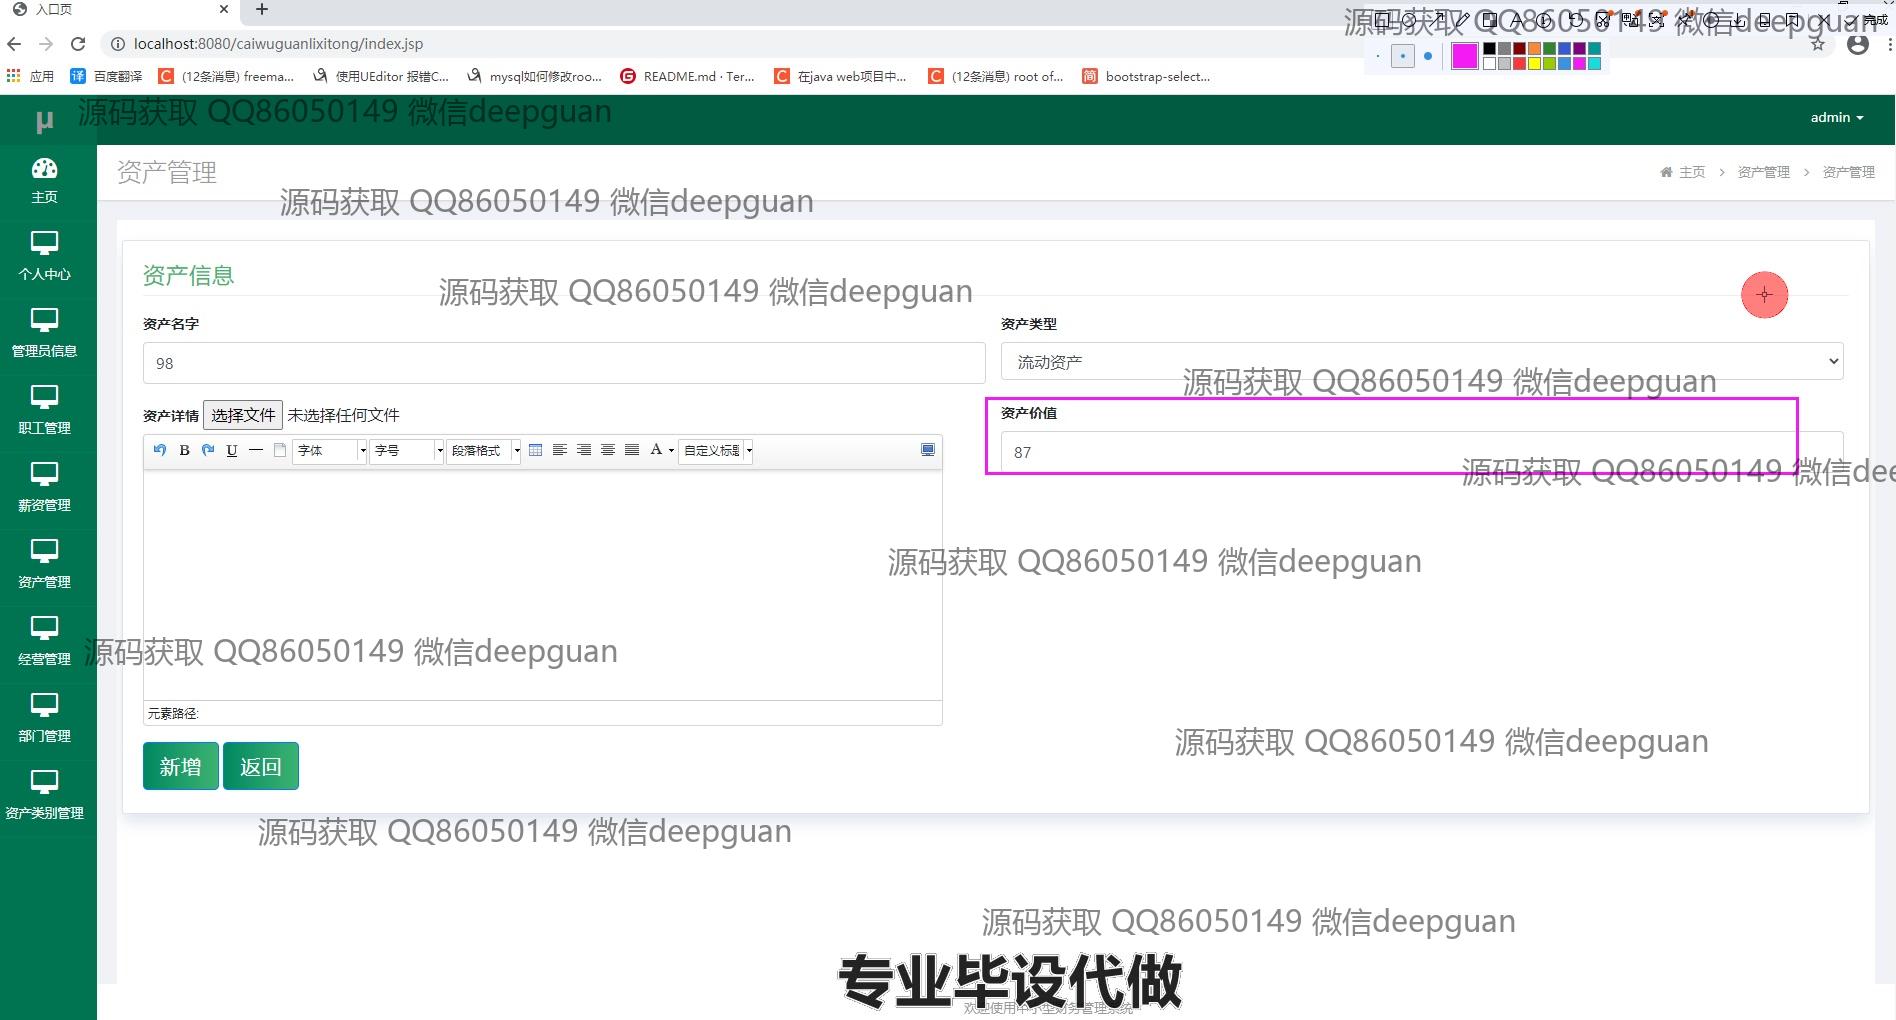 入口页
源码获取 QQ86050149 微信deepguan
完成
localhost:8080/caiwuguanlixitong/index.jsp
应用
百度翻译
(12条消息) freema...
使用UEditor 报错C...
mysql如何修改roo...
README.md · Ter...
在java web项目中...
(12条消息) root of...
bootstrap-select...
μ
源码获取 QQ86050149 微信deepguan
admin
资产管理
主页 > 资产管理 > 资产管理
源码获取 QQ86050149 微信deepguan
主页
个人中心
管理员信息
职工管理
薪资管理
资产管理
经营管理
部门管理
资产类别管理
资产信息
源码获取 QQ86050149 微信deepguan
资产名字
98
资产类型
流动资产
源码获取 QQ86050149 微信deepguan
资产详情 选择文件 未选择任何文件
资产价值
87
B U 字体 字号 段落格式 A 自定义标题
源码获取 QQ86050149 微信dee
源码获取 QQ86050149 微信deepguan
源码获取 QQ86050149 微信deepguan
元素路径:
源码获取 QQ86050149 微信deepguan
新增 返回
源码获取 QQ86050149 微信deepguan
源码获取 QQ86050149 微信deepguan
专业毕设代做
欢迎使用中小型财务管理系统